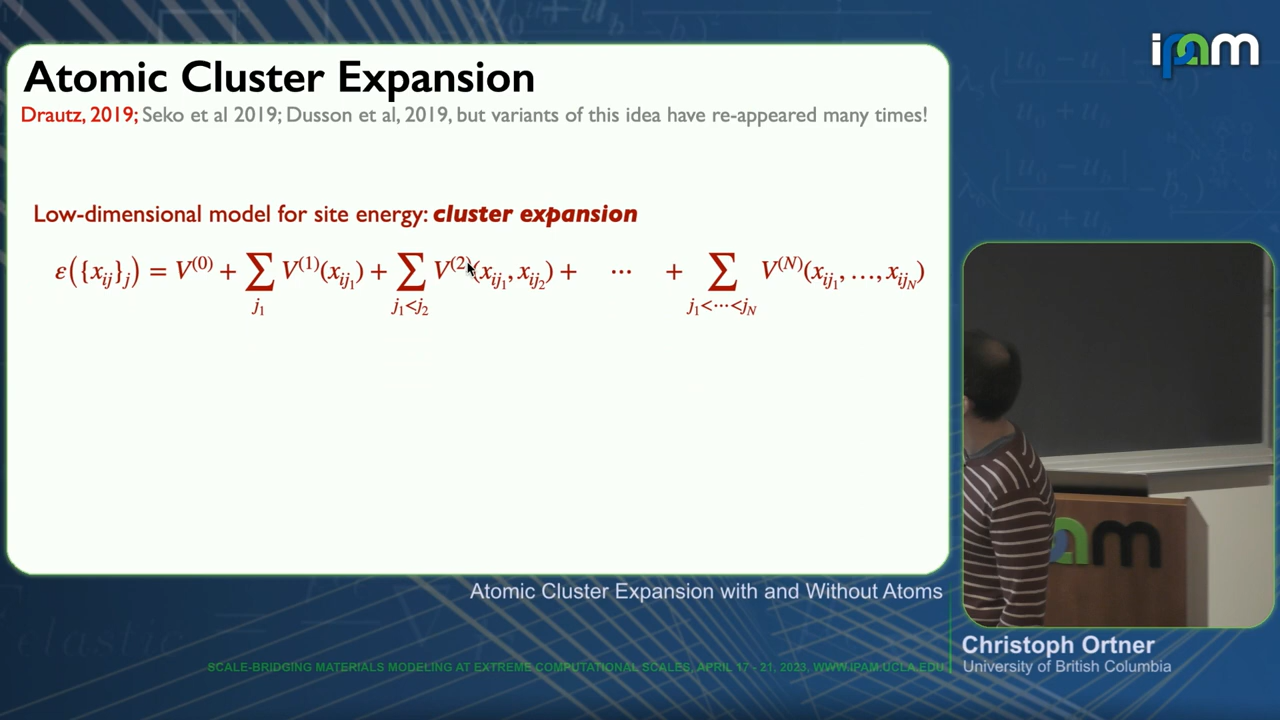 ipam
Atomic Cluster Expansion
Drautz, 2019; Seko et al 2019; Dusson et al, 2019, but variants of this idea have re-appeared many times!
Low-dimensional model for site energy: cluster expansion
ε({x_{ij}}_j) = V^{(0)} + ∑_{j_1} V^{(1)}(x_{ij_1}) + ∑_{j_1<j_2} V^{(2)}(x_{ij_1}, x_{ij_2}) + ⋯ + ∑_{j_1<⋯<j_N} V^{(N)}(x_{ij_1}, …, x_{ij_N})
am
Atomic Cluster Expansion with and Without Atoms
Christoph Ortner
University of British Columbia
SCALE-BRIDGING MATERIALS MODELING AT EXTREME COMPUTATIONAL SCALES, APRIL 17 - 21, 2023, WWW.IPAM.UCLA.EDU
elastic